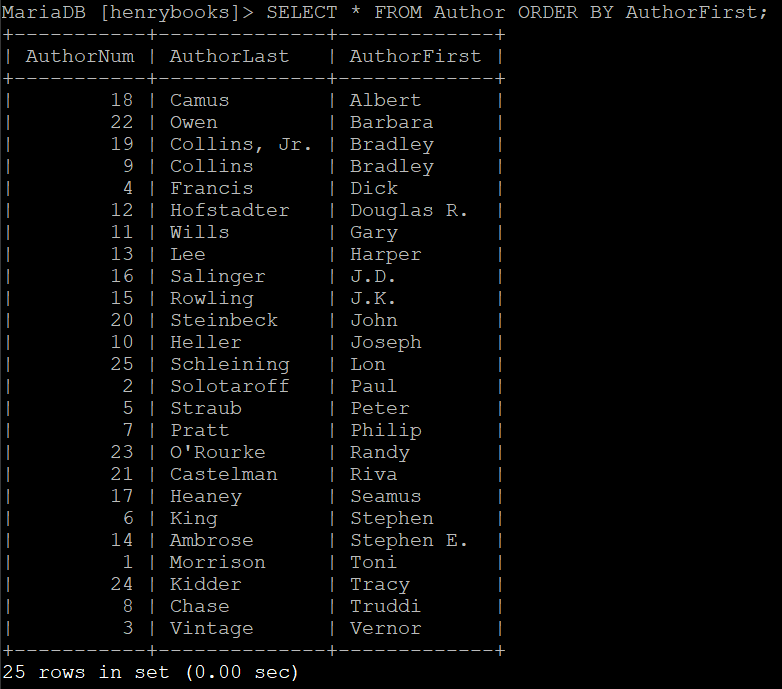 MariaDB [henrybooks]> SELECT * FROM Author ORDER BY AuthorFirst;
+-----------+--------------+-------------+
| AuthorNum | AuthorLast   | AuthorFirst |
+-----------+--------------+-------------+
|        18 | Camus        | Albert      |
|        22 | Owen         | Barbara     |
|        19 | Collins, Jr. | Bradley     |
|         9 | Collins      | Bradley     |
|         4 | Francis      | Dick        |
|        12 | Hofstadter   | Douglas R.  |
|        11 | Wills        | Gary        |
|        13 | Lee          | Harper      |
|        16 | Salinger     | J.D.        |
|        15 | Rowling      | J.K.        |
|        20 | Steinbeck    | John        |
|        10 | Heller       | Joseph      |
|        25 | Schleining   | Lon         |
|         2 | Solotaroff   | Paul        |
|         5 | Straub       | Peter       |
|         7 | Pratt        | Philip      |
|        23 | O'Rourke     | Randy       |
|        21 | Castelman    | Riva        |
|        17 | Heaney       | Seamus      |
|         6 | King         | Stephen     |
|        14 | Ambrose      | Stephen E.  |
|         1 | Morrison     | Toni        |
|        24 | Kidder       | Tracy       |
|         8 | Chase        | Truddi      |
|         3 | Vintage      | Vernor      |
+-----------+--------------+-------------+
25 rows in set (0.00 sec)